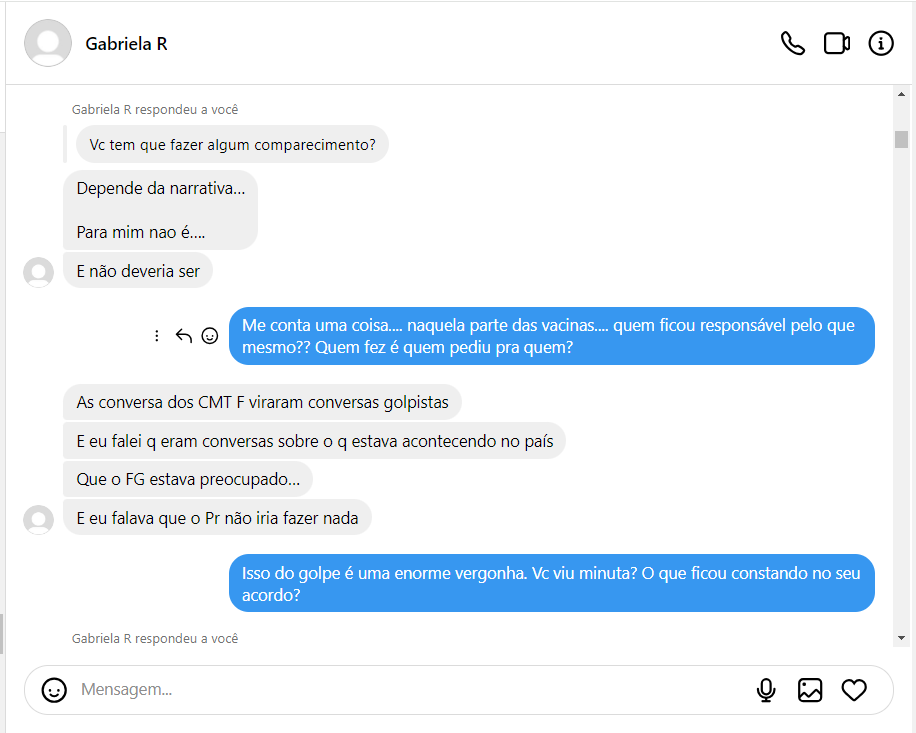 Gabriela R
Gabriela R respondeu a você
Vc tem que fazer algum comparecimento?
Depende da narrativa...
Para mim nao é....
E não deveria ser
Me conta uma coisa.... naquela parte das vacinas.... quem ficou responsável pelo que
mesmo?? Quem fez é quem pediu pra quem?
As conversa dos CMT F viraram conversas golpistas
E eu falei q eram conversas sobre o q estava acontecendo no país
Que o FG estava preocupado...
E eu falava que o Pr não iria fazer nada
Isso do golpe é uma enorme vergonha. Vc viu minuta? O que ficou constando no seu
acordo?
Gabriela R respondeu a você
Mensagem...